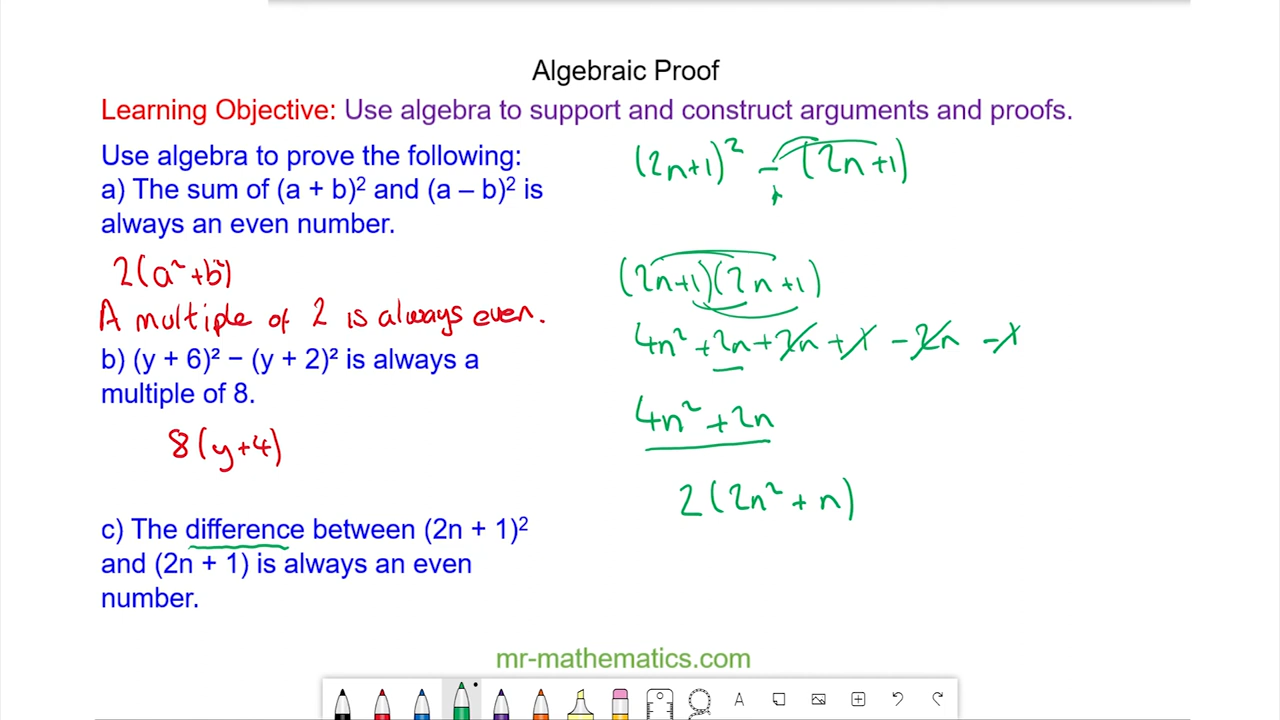 Algebraic Proof
Learning Objective: Use algebra to support and construct arguments and proofs.
Use algebra to prove the following:
a) The sum of (a + b)² and (a – b)² is
always an even number.
2(a² + b²)
A multiple of 2 is always even.
b) (y + 6)² − (y + 2)² is always a
multiple of 8.
8(y+4)
c) The difference between (2n + 1)²
and (2n + 1) is always an even
number.
(2n+1)² − (2n+1)
(2n+1)(2n+1)
4n² + 2n + 2n + 1 − 2n − 1
4n² + 2n
2(2n² + n)
mr-mathematics.com
A